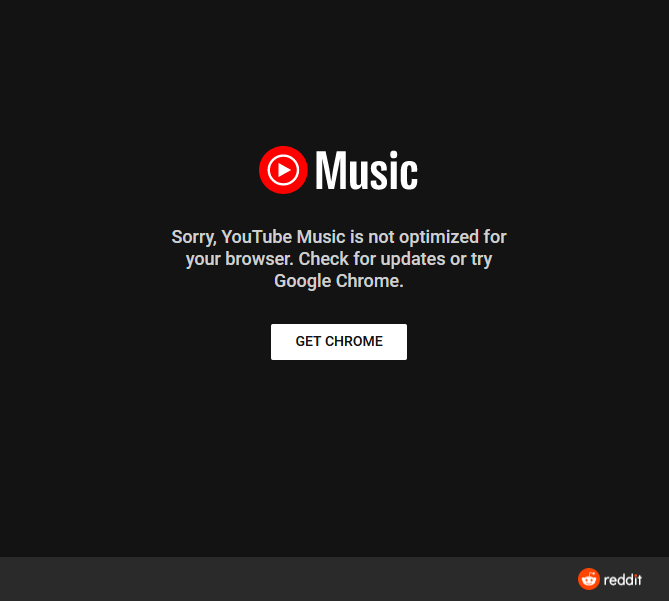 Music
Sorry, YouTube Music is not optimized for
your browser. Check for updates or try
Google Chrome.
GET CHROME
reddit